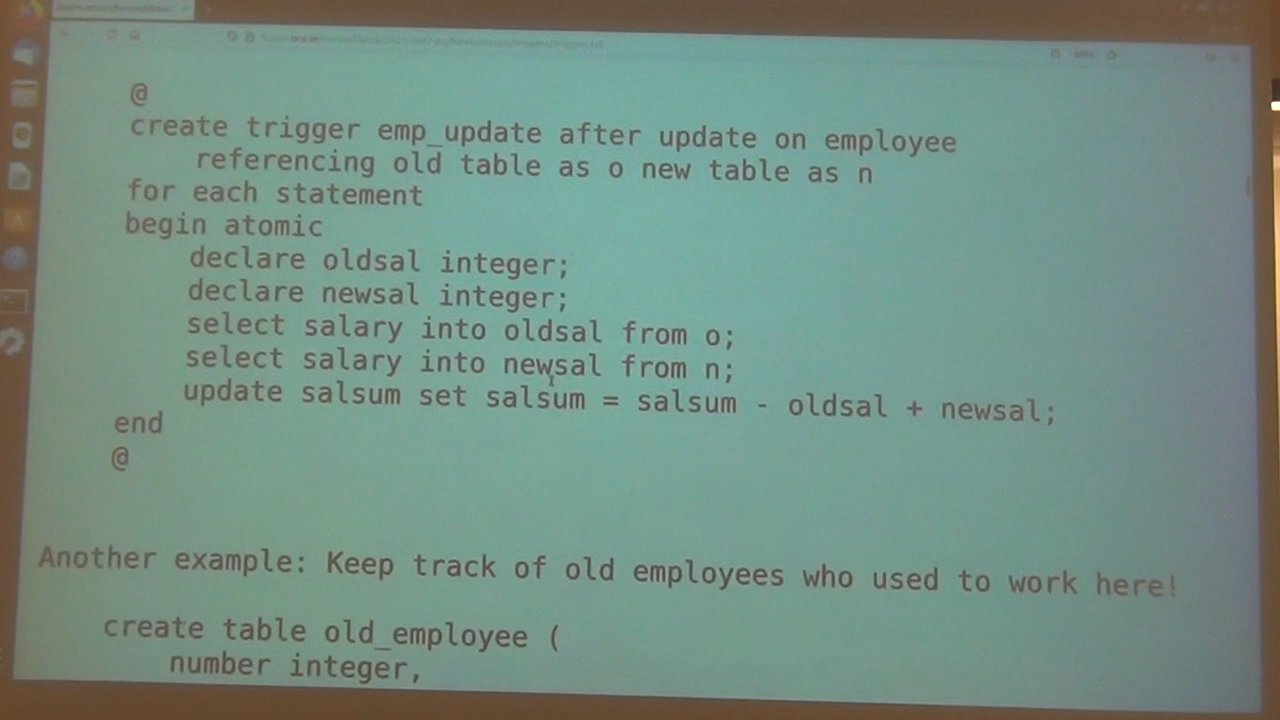 @
create trigger emp_update after update on employee
referencing old table as o new table as n
for each statement
begin atomic
declare oldsal integer;
declare newsal integer;
select salary into oldsal from o;
select salary into newsal from n;
update salsum set salsum = salsum - oldsal + newsal;
end
@
Another example: Keep track of old employees who used to work here!
create table old_employee (
number integer,